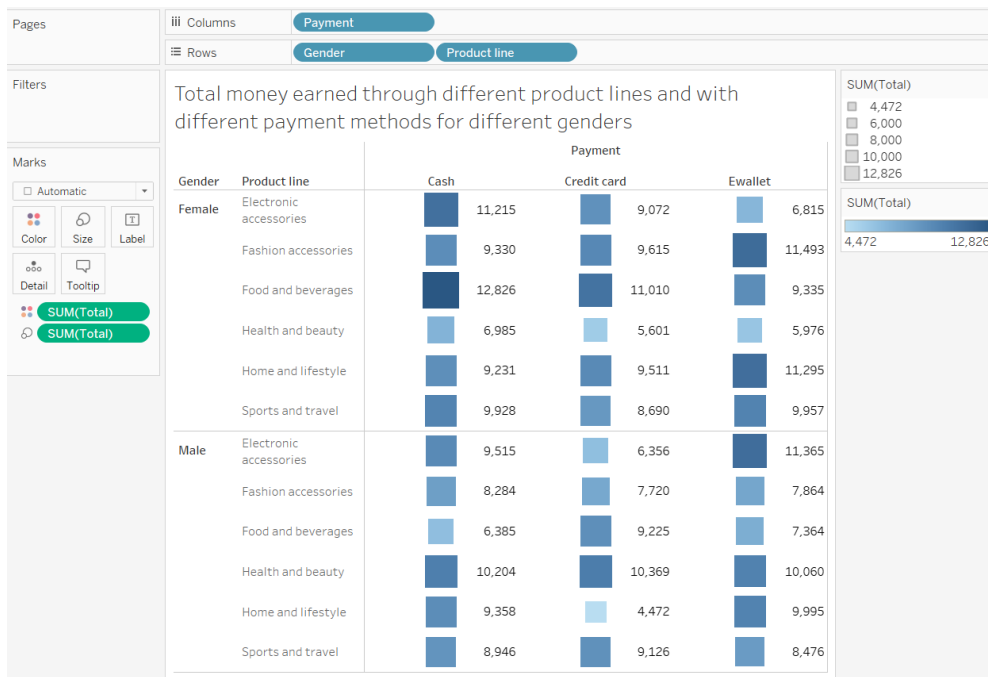 Pages
Columns Payment
Rows Gender Product line
Filters
Marks
Automatic
Color Size Label
Detail Tooltip
SUM(Total)
SUM(Total)
Total money earned through different product lines and with
different payment methods for different genders
Payment
Gender Product line Cash Credit card Ewallet
Female Electronic
accessories 11,215 9,072 6,815
Fashion accessories 9,330 9,615 11,493
Food and beverages 12,826 11,010 9,335
Health and beauty 6,985 5,601 5,976
Home and lifestyle 9,231 9,511 11,295
Sports and travel 9,928 8,690 9,957
Male Electronic
accessories 9,515 6,356 11,365
Fashion accessories 8,284 7,720 7,864
Food and beverages 6,385 9,225 7,364
Health and beauty 10,204 10,369 10,060
Home and lifestyle 9,358 4,472 9,995
Sports and travel 8,946 9,126 8,476
SUM(Total)
4,472
6,000
8,000
10,000
12,826
SUM(Total)
4,472 12,826